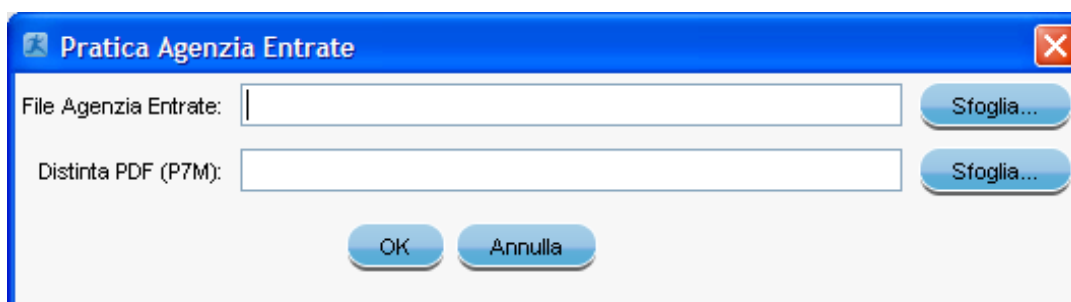 Pratica Agenzia Entrate
File Agenzia Entrate: Sfoglia...
Distinta PDF (P7M): Sfoglia...
OK Annulla